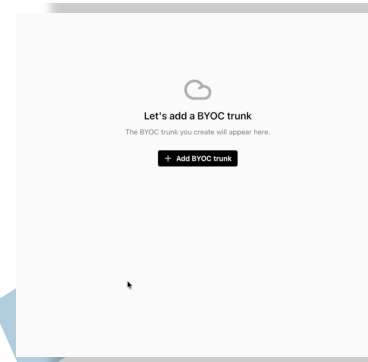 Let's add a BYOC trunk
The BYOC trunk you create will appear here.
+ Add BYOC trunk